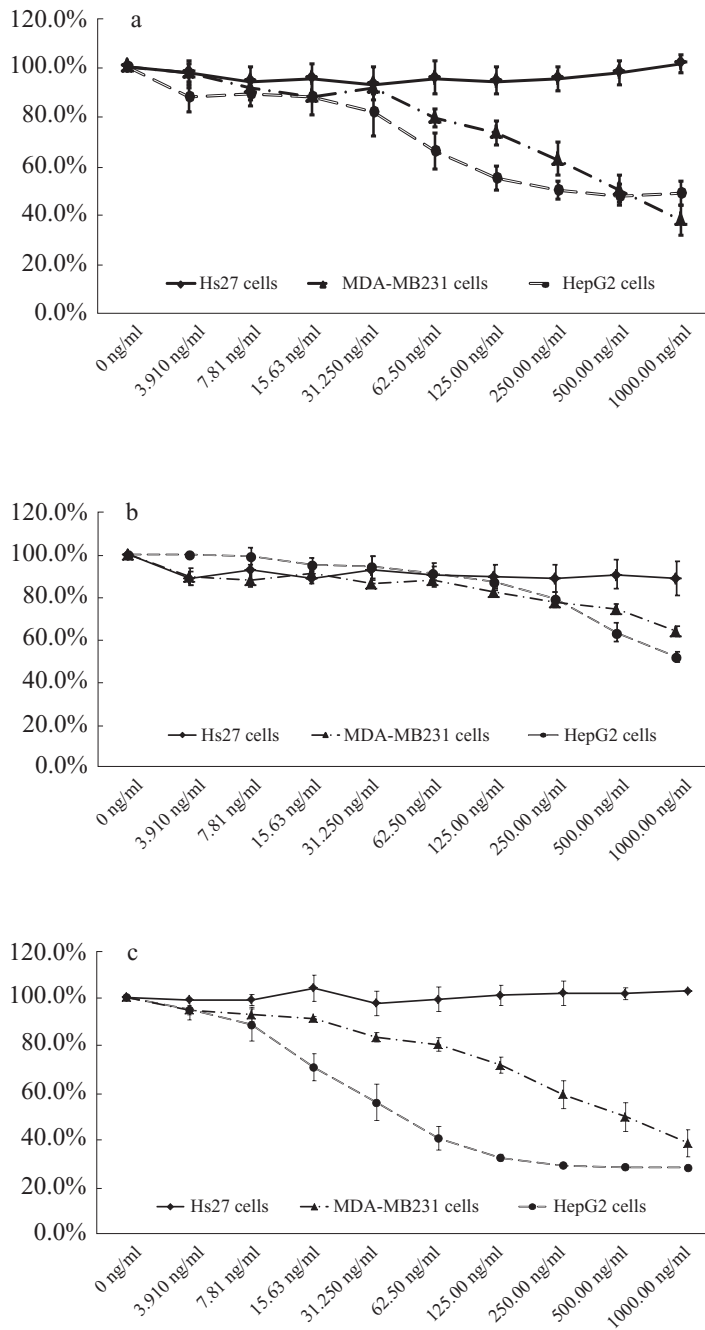 a
120.0%
100.0%
80.0%
60.0%
40.0%
20.0%
0.0%
Hs27 cells MDA-MB231 cells HepG2 cells
0 ng/ml
3.910 ng/ml
7.81 ng/ml
15.63 ng/ml
31.250 ng/ml
62.50 ng/ml
125.00 ng/ml
250.00 ng/ml
500.00 ng/ml
1000.00 ng/ml
b
120.0%
100.0%
80.0%
60.0%
40.0%
20.0%
0.0%
Hs27 cells MDA-MB231 cells HepG2 cells
0 ng/ml
3.910 ng/ml
7.81 ng/ml
15.63 ng/ml
31.250 ng/ml
62.50 ng/ml
125.00 ng/ml
250.00 ng/ml
500.00 ng/ml
1000.00 ng/ml
c
120.0%
100.0%
80.0%
60.0%
40.0%
20.0%
0.0%
Hs27 cells MDA-MB231 cells HepG2 cells
0 ng/ml
3.910 ng/ml
7.81 ng/ml
15.63 ng/ml
31.250 ng/ml
62.50 ng/ml
125.00 ng/ml
250.00 ng/ml
500.00 ng/ml
1000.00 ng/ml